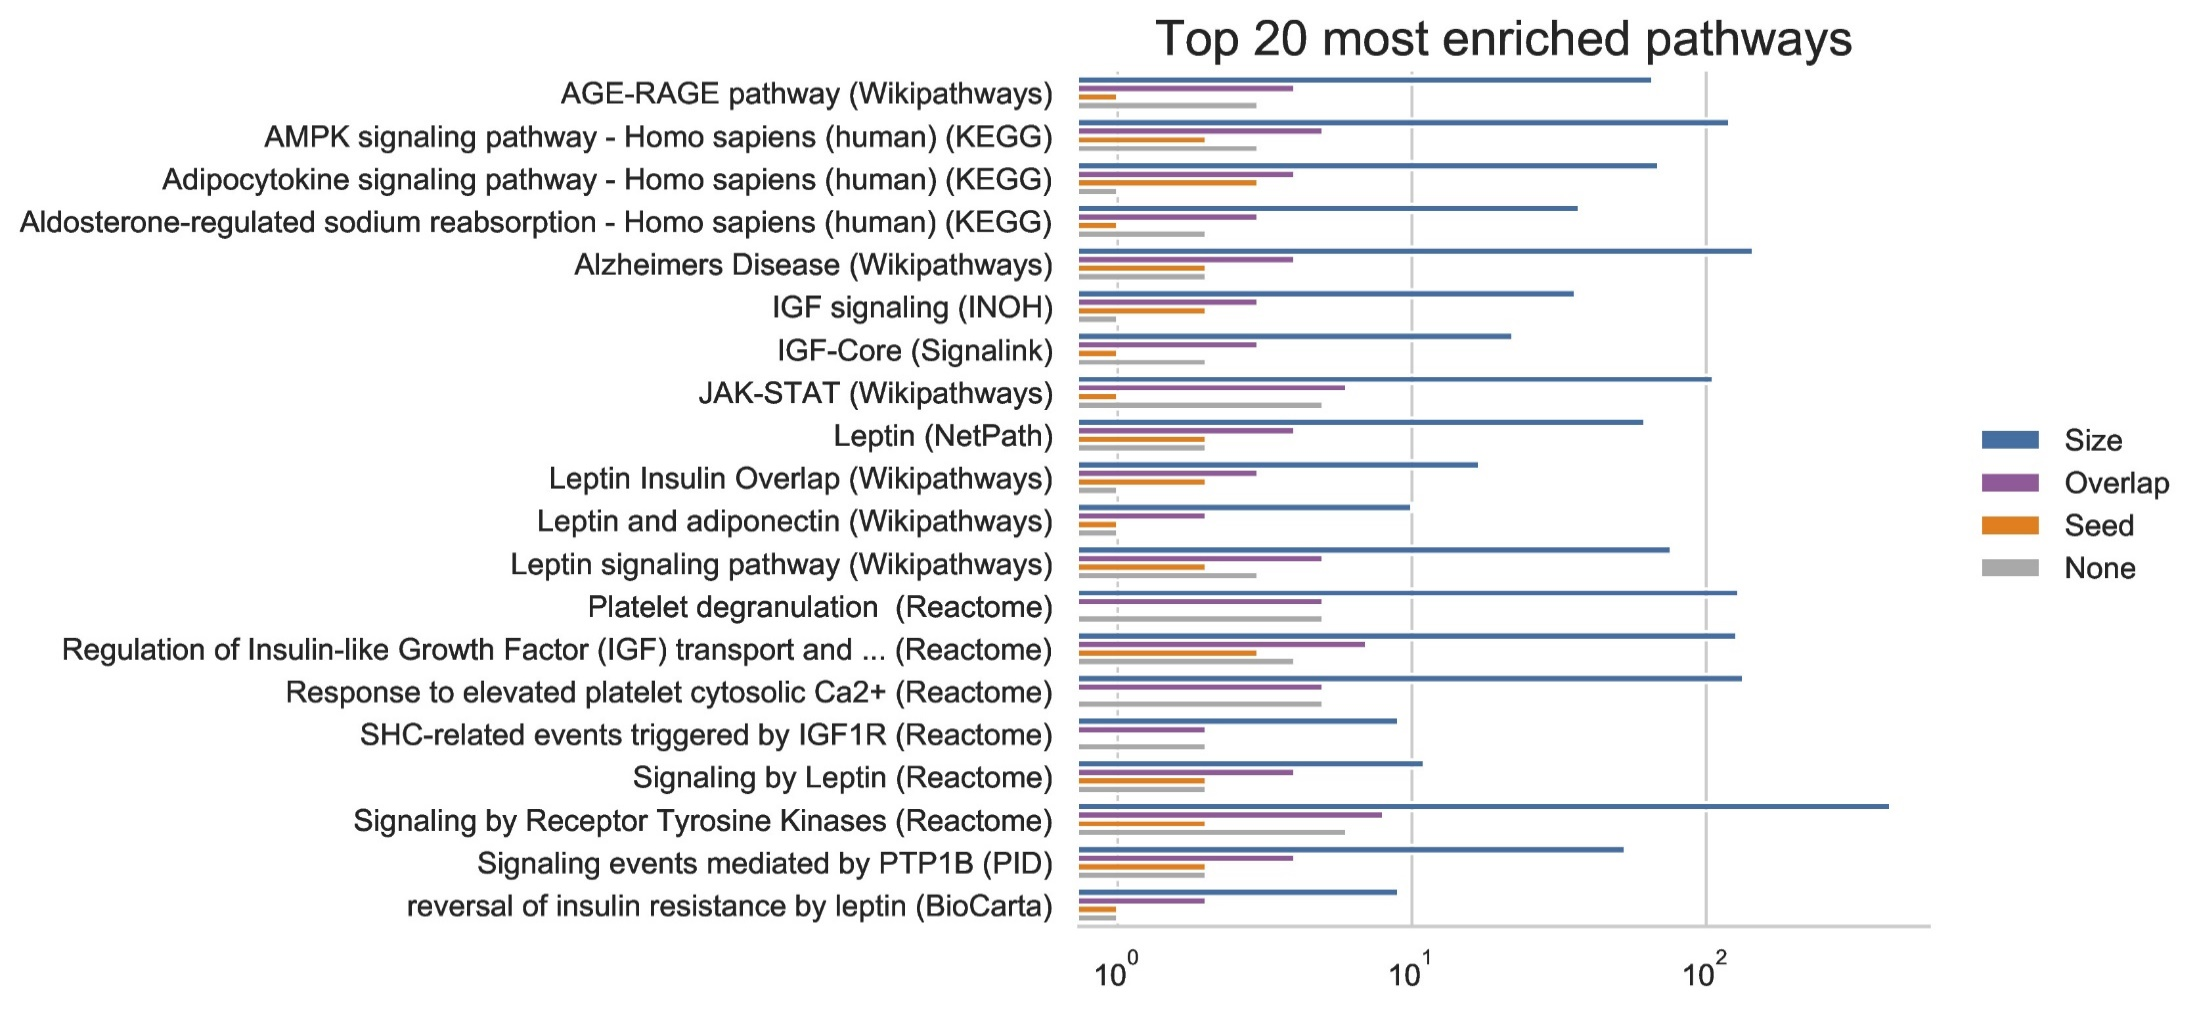 Top 20 most enriched pathways
AGE-RAGE pathway (Wikipathways)
AMPK signaling pathway - Homo sapiens (human) (KEGG)
Adipocytokine signaling pathway - Homo sapiens (human) (KEGG)
Aldosterone-regulated sodium reabsorption - Homo sapiens (human) (KEGG)
Alzheimers Disease (Wikipathways)
IGF signaling (INOH)
IGF-Core (Signalink)
JAK-STAT (Wikipathways)
Leptin (NetPath)
Leptin Insulin Overlap (Wikipathways)
Leptin and adiponectin (Wikipathways)
Leptin signaling pathway (Wikipathways)
Platelet degranulation  (Reactome)
Regulation of Insulin-like Growth Factor (IGF) transport and ... (Reactome)
Response to elevated platelet cytosolic Ca2+ (Reactome)
SHC-related events triggered by IGF1R (Reactome)
Signaling by Leptin (Reactome)
Signaling by Receptor Tyrosine Kinases (Reactome)
Signaling events mediated by PTP1B (PID)
reversal of insulin resistance by leptin (BioCarta)
10⁰ 10¹ 10²
Size
Overlap
Seed
None